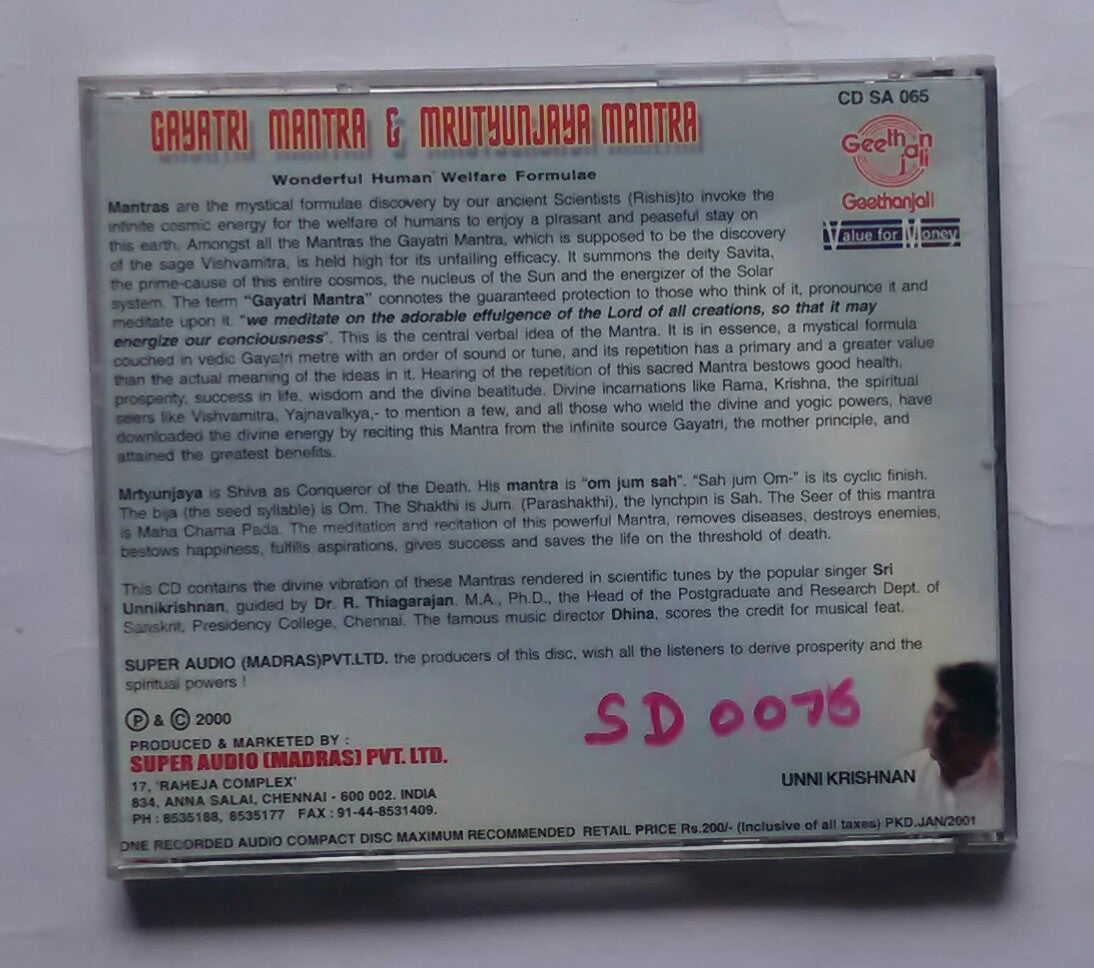 GAYATRI MANTRA & MRUTYUNJAYA MANTRA
CD SA 065
Geethanjali
Geethanjali
Value for Money
Wonderful Human Welfare Formulae
Mantras are the mystical formulae discovery by our ancient Scientists (Rishis)to invoke the
infinite cosmic energy for the welfare of humans to enjoy a plrasant and peaseful stay on
this earth. Amongst all the Mantras the Gayatri Mantra, which is supposed to be the discovery
of the sage Vishvamitra, is held high for its unfailing efficacy. It summons the deity Savita,
the prime-cause of this entire cosmos, the nucleus of the Sun and the energizer of the Solar
system. The term "Gayatri Mantra" connotes the guaranteed protection to those who think of it, pronounce it and
meditate upon it. "we meditate on the adorable effulgence of the Lord of all creations, so that it may
energize our conciousness". This is the central verbal idea of the Mantra. It is in essence, a mystical formula
couched in vedic Gayatri metre with an order of sound or tune, and its repetition has a primary and a greater value
than the actual meaning of the ideas in it. Hearing of the repetition of this sacred Mantra bestows good health,
prosperity, success in life, wisdom and the divine beatitude. Divine incarnations like Rama, Krishna, the spiritual
seers like Vishvamitra, Yajnavalkya,- to mention a few, and all those who wield the divine and yogic powers, have
downloaded the divine energy by reciting this Mantra from the infinite source Gayatri, the mother principle, and
attained the greatest benefits.
Mrtyunjaya is Shiva as Conqueror of the Death. His mantra is "om jum sah". "Sah jum Om-" is its cyclic finish.
The bija (the seed syllable) is Om. The Shakthi is Jum. (Parashakthi), the lynchpin is Sah. The Seer of this mantra
is Maha Chama Pada. The meditation and recitation of this powerful Mantra, removes diseases, destroys enemies,
bestows happiness, fulfills aspirations, gives success and saves the life on the threshold of death.
This CD contains the divine vibration of these Mantras rendered in scientific tunes by the popular singer Sri
Unnikrishnan, guided by Dr. R. Thiagarajan. M.A., Ph.D., the Head of the Postgraduate and Research Dept. of
Sanskrit, Presidency College, Chennai. The famous music director Dhina, scores the credit for musical feat.
SUPER AUDIO (MADRAS)PVT.LTD. the producers of this disc, wish all the listeners to derive prosperity and the
spiritual powers !
SD 0076
Ⓟ & © 2000
PRODUCED & MARKETED BY :
SUPER AUDIO (MADRAS) PVT. LTD.
17, 'RAHEJA COMPLEX'
834, ANNA SALAI, CHENNAI - 600 002. INDIA
PH : 8535188, 8535177 FAX : 91-44-8531409.
UNNI KRISHNAN
ONE RECORDED AUDIO COMPACT DISC MAXIMUM RECOMMENDED RETAIL PRICE Rs.200/- (Inclusive of all taxes) PKD.JAN/2001